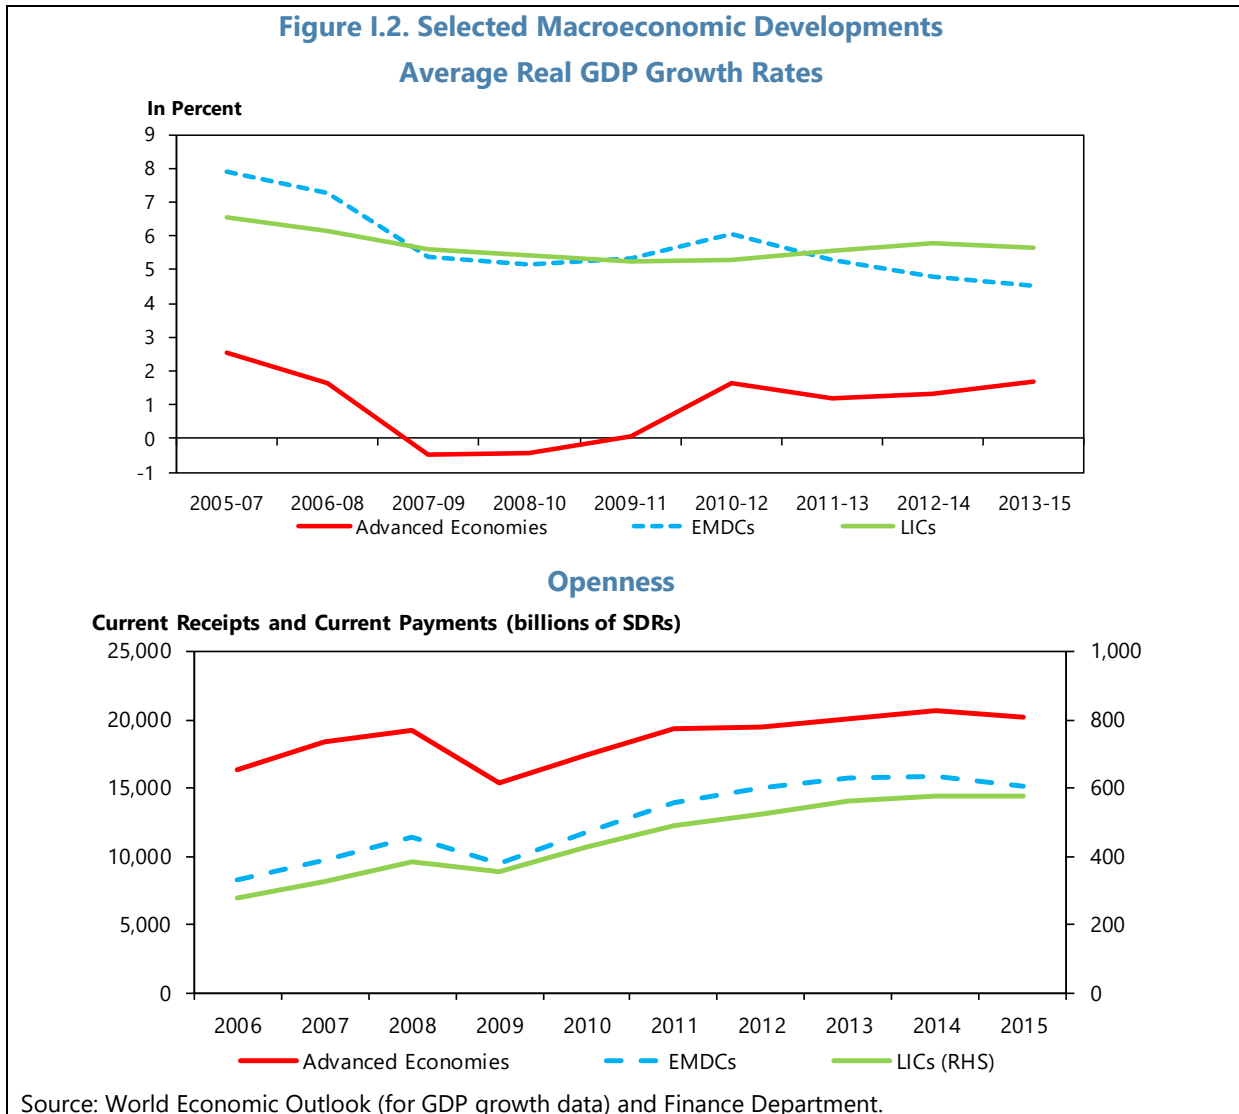 Figure I.2. Selected Macroeconomic Developments
Average Real GDP Growth Rates
In Percent
9
8
7
6
5
4
3
2
1
0
-1
2005-07 2006-08 2007-09 2008-10 2009-11 2010-12 2011-13 2012-14 2013-15
Advanced Economies EMDCs LICs
Openness
Current Receipts and Current Payments (billions of SDRs)
25,000 1,000
20,000 800
15,000 600
10,000 400
5,000 200
0 0
2006 2007 2008 2009 2010 2011 2012 2013 2014 2015
Advanced Economies EMDCs LICs (RHS)
Source: World Economic Outlook (for GDP growth data) and Finance Department.